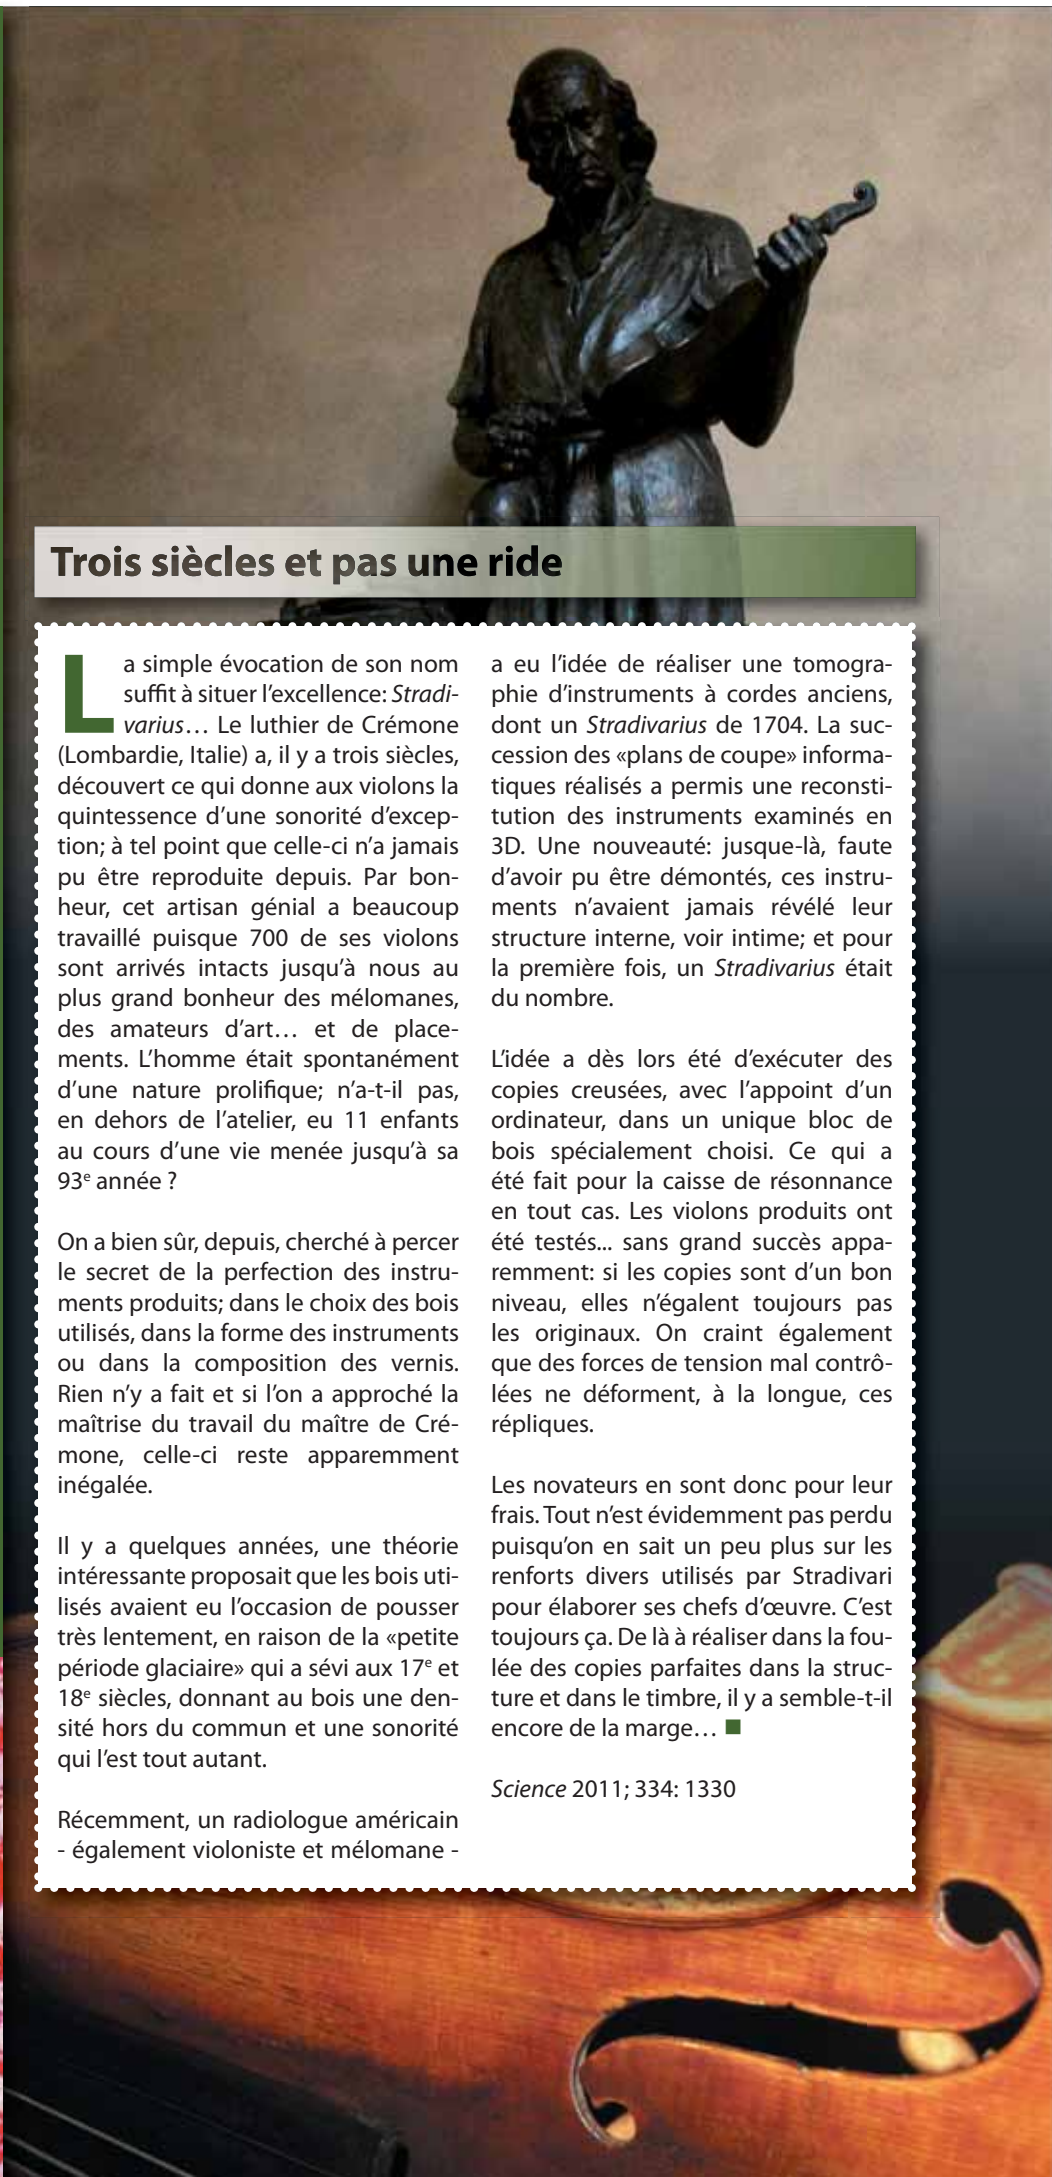 Trois siècles et pas une ride
La simple évocation de son nom
suffit à situer l’excellence: Stradi-
varius… Le luthier de Crémone
(Lombardie, Italie) a, il y a trois siècles,
découvert ce qui donne aux violons la
quintessence d’une sonorité d’excep-
tion; à tel point que celle-ci n’a jamais
pu être reproduite depuis. Par bon-
heur, cet artisan génial a beaucoup
travaillé puisque 700 de ses violons
sont arrivés intacts jusqu’à nous au
plus grand bonheur des mélomanes,
des amateurs d’art… et de place-
ments. L’homme était spontanément
d’une nature prolifique; n’a-t-il pas,
en dehors de l’atelier, eu 11 enfants
au cours d’une vie menée jusqu’à sa
93e année ?
On a bien sûr, depuis, cherché à percer
le secret de la perfection des instru-
ments produits; dans le choix des bois
utilisés, dans la forme des instruments
ou dans la composition des vernis.
Rien n’y a fait et si l’on a approché la
maîtrise du travail du maître de Cré-
mone, celle-ci reste apparemment
inégalée.
Il y a quelques années, une théorie
intéressante proposait que les bois uti-
lisés avaient eu l’occasion de pousser
très lentement, en raison de la «petite
période glaciaire» qui a sévi aux 17e et
18e siècles, donnant au bois une den-
sité hors du commun et une sonorité
qui l’est tout autant.
Récemment, un radiologue américain
- également violoniste et mélomane -
a eu l’idée de réaliser une tomogra-
phie d’instruments à cordes anciens,
dont un Stradivarius de 1704. La suc-
cession des «plans de coupe» informa-
tiques réalisés a permis une reconsti-
tution des instruments examinés en
3D. Une nouveauté: jusque-là, faute
d’avoir pu être démontés, ces instru-
ments n’avaient jamais révélé leur
structure interne, voir intime; et pour
la première fois, un Stradivarius était
du nombre.
L’idée a dès lors été d’exécuter des
copies creusées, avec l’appoint d’un
ordinateur, dans un unique bloc de
bois spécialement choisi. Ce qui a
été fait pour la caisse de résonnance
en tout cas. Les violons produits ont
été testés... sans grand succès appa-
remment: si les copies sont d’un bon
niveau, elles n’égalent toujours pas
les originaux. On craint également
que des forces de tension mal contrô-
lées ne déforment, à la longue, ces
répliques.
Les novateurs en sont donc pour leur
frais. Tout n’est évidemment pas perdu
puisqu’on en sait un peu plus sur les
renforts divers utilisés par Stradivari
pour élaborer ses chefs d’œuvre. C’est
toujours ça. De là à réaliser dans la fou-
lée des copies parfaites dans la struc-
ture et dans le timbre, il y a semble-t-il
encore de la marge… ■
Science 2011; 334: 1330